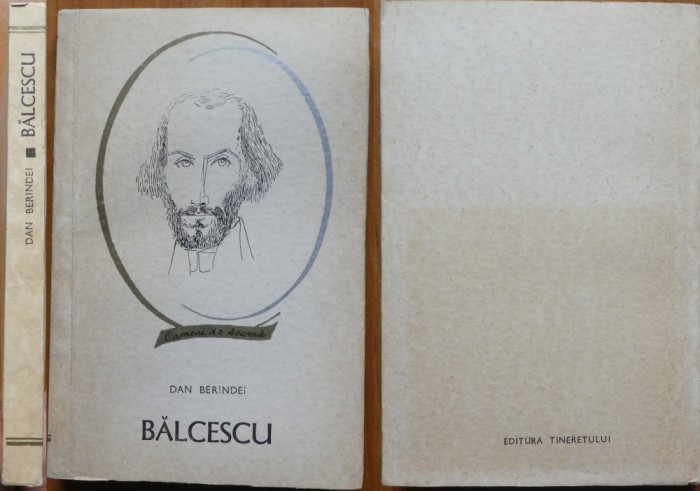 DAN BERINDEI ■ BĂLCESCU
Oameni de seamă
DAN BERINDEI
BĂLCESCU
EDITURA TINERETULUI